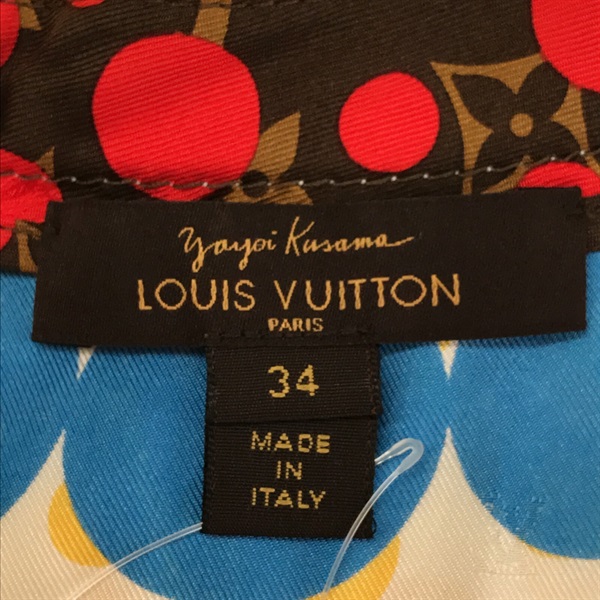 Yayoi Kusama
LOUIS VUITTON
PARIS
34
MADE
IN
ITALY